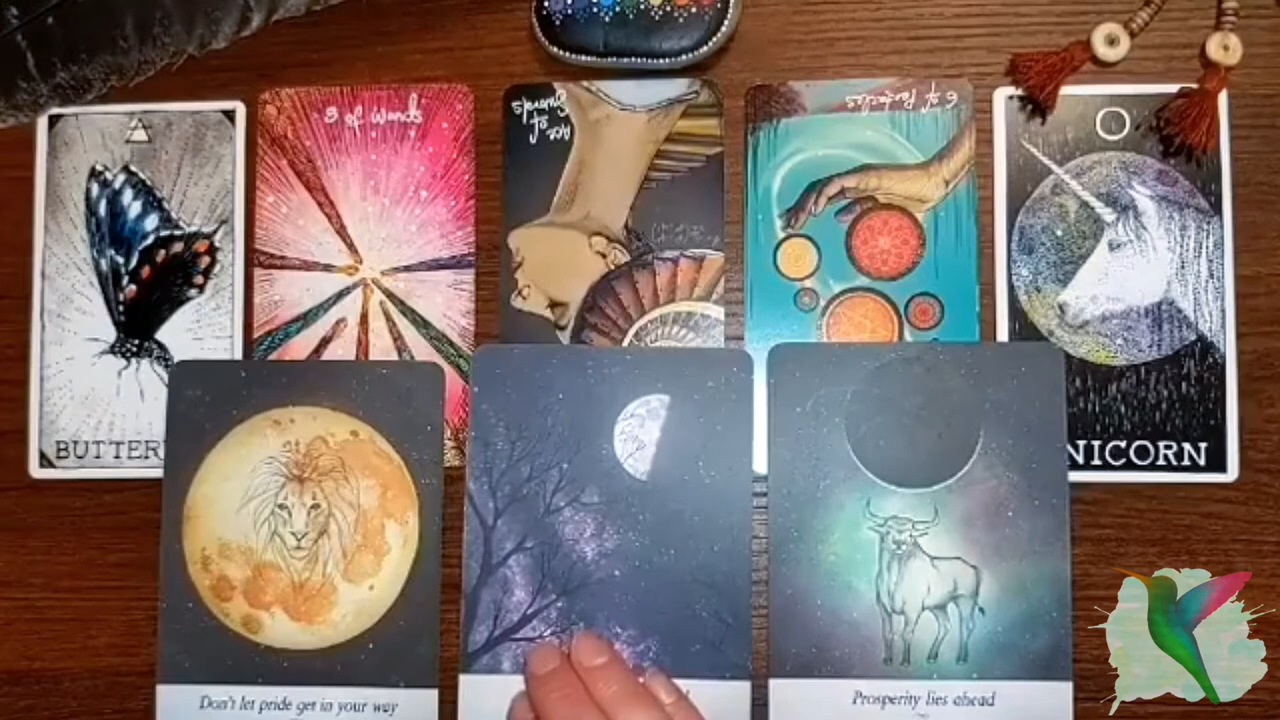 8 of Wands
Ace
of
Swords
6 of Pentacles
O
BUTTER
NICORN
Don't let pride get in your way
Prosperity lies ahead